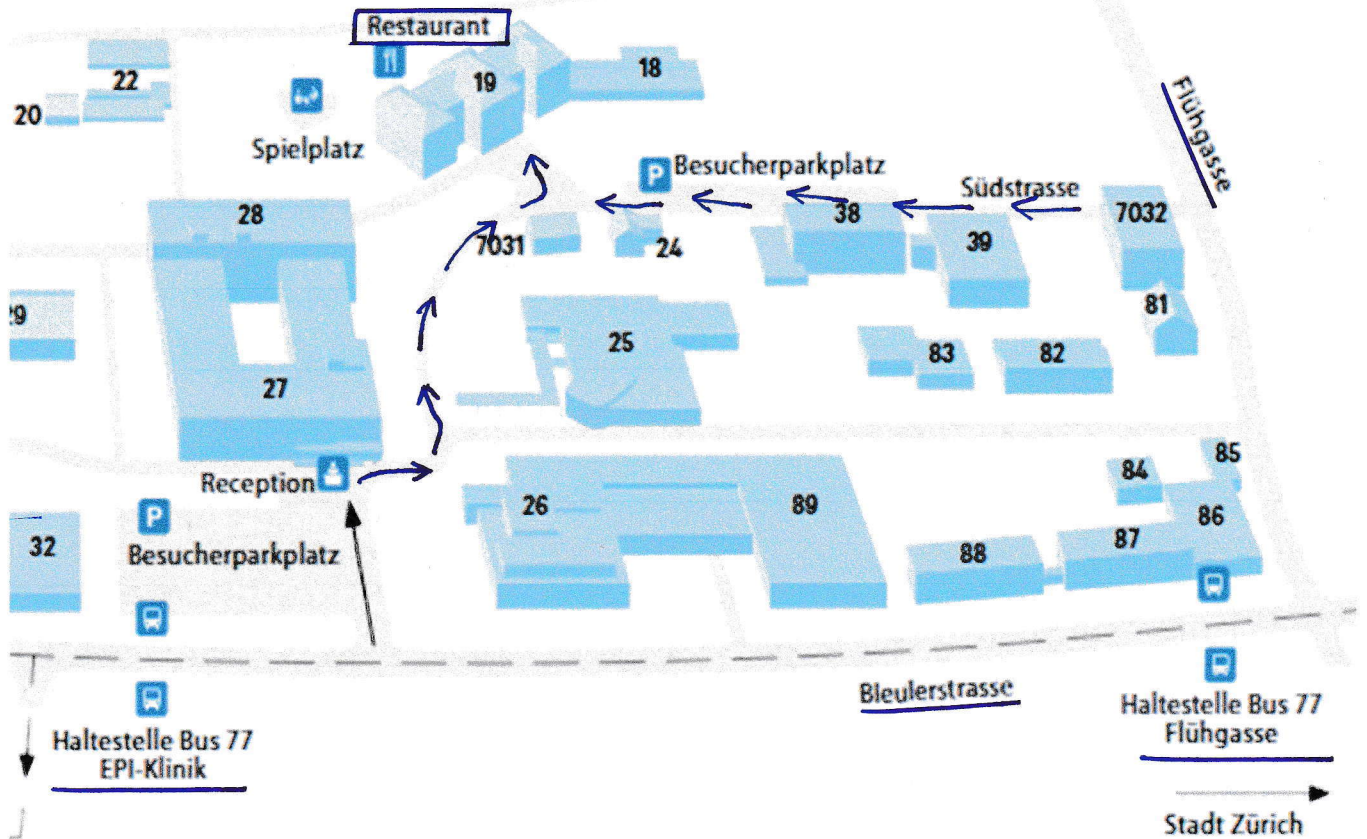 Restaurant
22
20
19
18
Spielplatz
P
Besucherparkplatz
Flühgasse
Südstrasse
28
7031
24
38
39
7032
29
81
25
83
82
27
Reception
26
89
84
85
86
P
Besucherparkplatz
32
88
87
Bleulerstrasse
Haltestelle Bus 77
EPI-Klinik
Haltestelle Bus 77
Flühgasse
Stadt Zürich